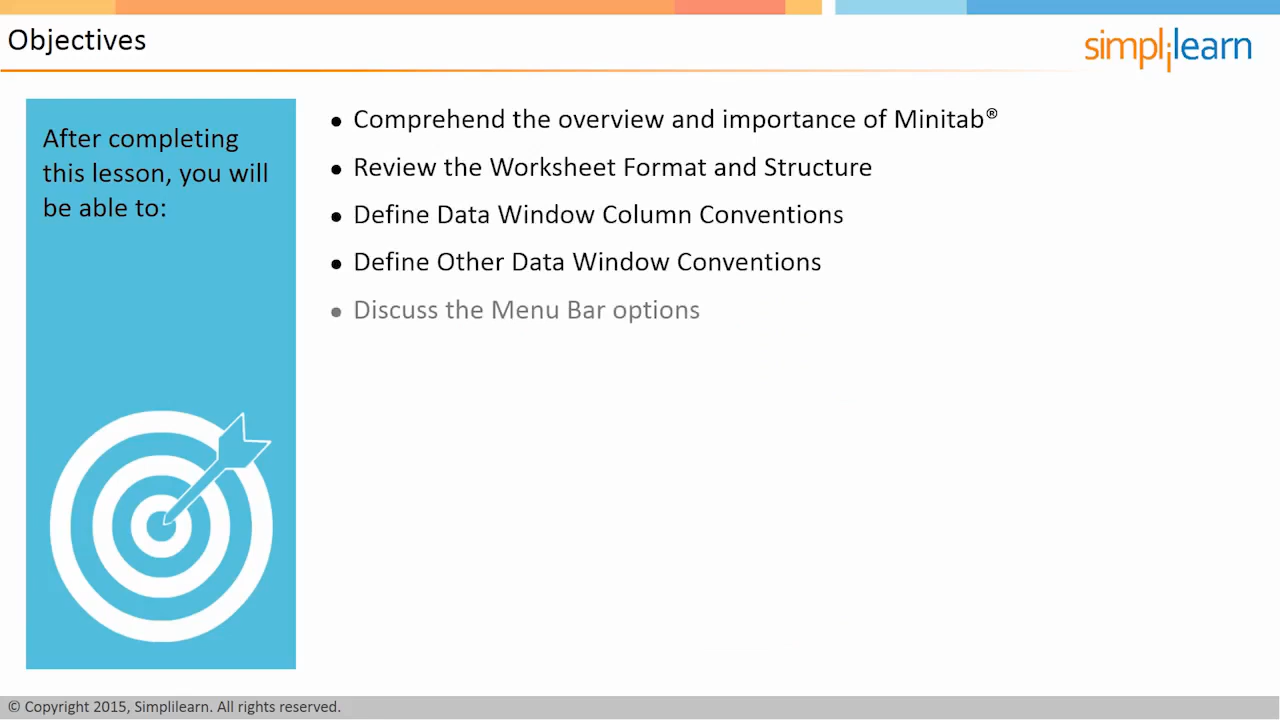 Objectives
simplilearn
After completing
this lesson, you will
be able to:
• Comprehend the overview and importance of Minitab®
• Review the Worksheet Format and Structure
• Define Data Window Column Conventions
• Define Other Data Window Conventions
• Discuss the Menu Bar options
© Copyright 2015, Simplilearn. All rights reserved.